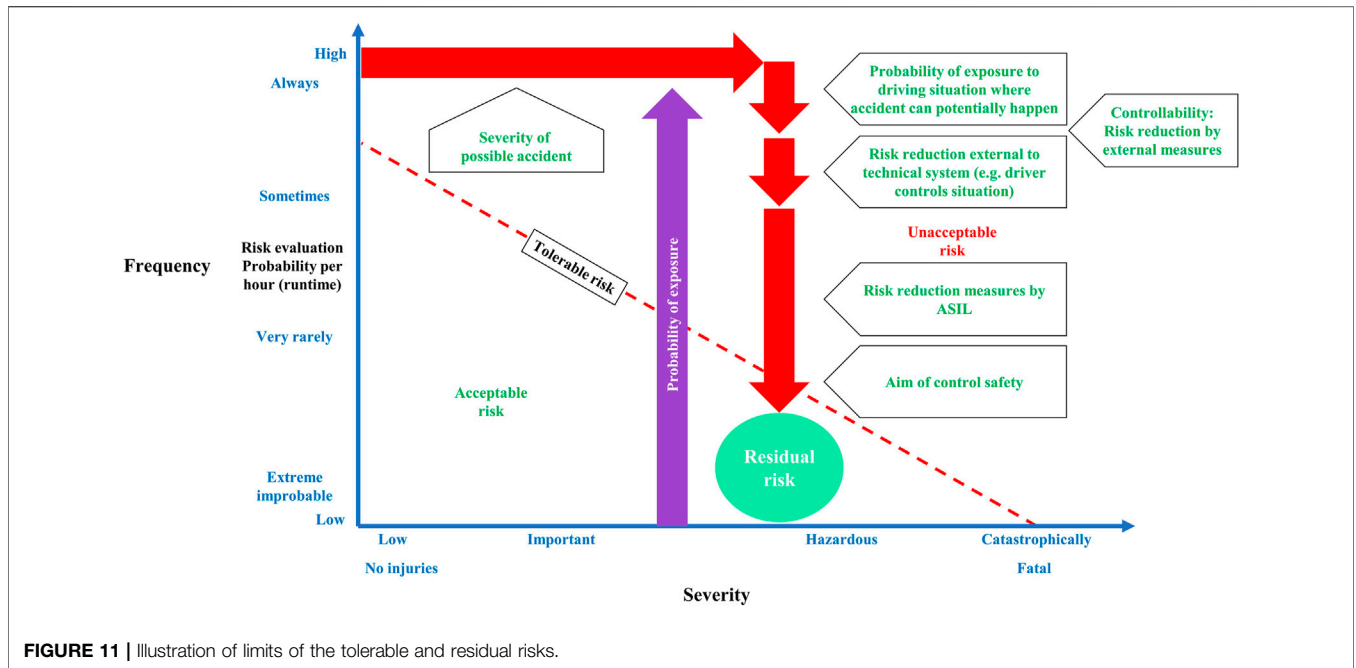 High
Always
Sometimes
Frequency
Risk evaluation
Probability per
hour (runtime)
Very rarely
Extreme
improbable
Low
Severity of
possible accident
Tolerable risk
Probability of exposure
Acceptable
risk
Residual
risk
Probability of exposure to
driving situation where
accident can potentially happen
Controllability:
Risk reduction by
external measures
Risk reduction external to
technical system (e.g. driver
controls situation)
Unacceptable
risk
Risk reduction measures by
ASIL
Aim of control safety
Low
Important
Hazardous
Catastrophically
No injuries
Fatal
Severity
FIGURE 11 | Illustration of limits of the tolerable and residual risks.